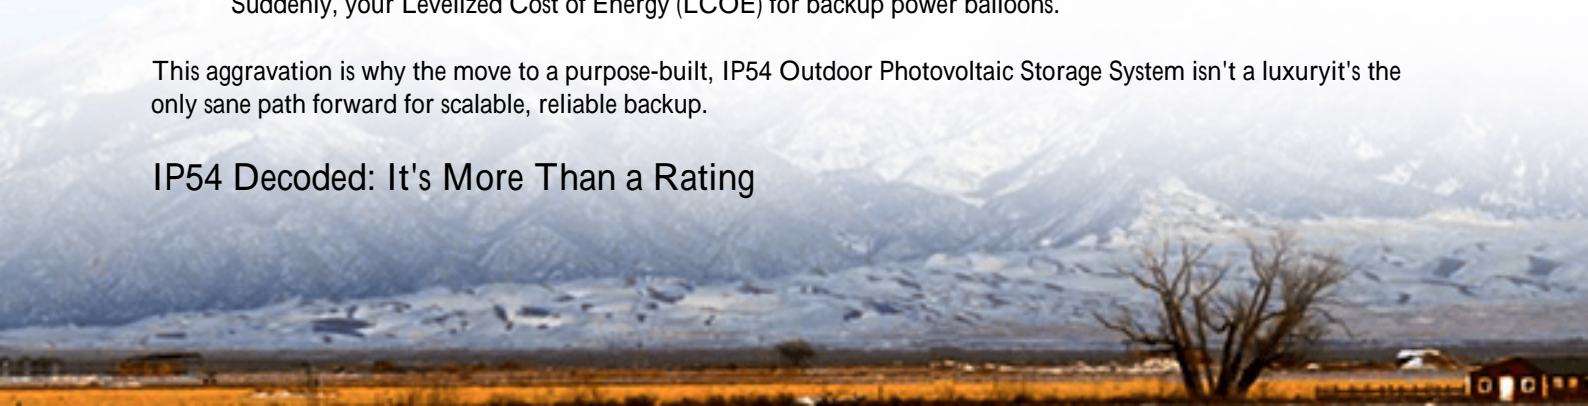 Suddenly, your Levelized Cost of Energy (LCOE) for backup power balloons.
This aggravation is why the move to a purpose-built, IP54 Outdoor Photovoltaic Storage System isn't a luxuryit's the
only sane path forward for scalable, reliable backup.
IP54 Decoded: It's More Than a Rating